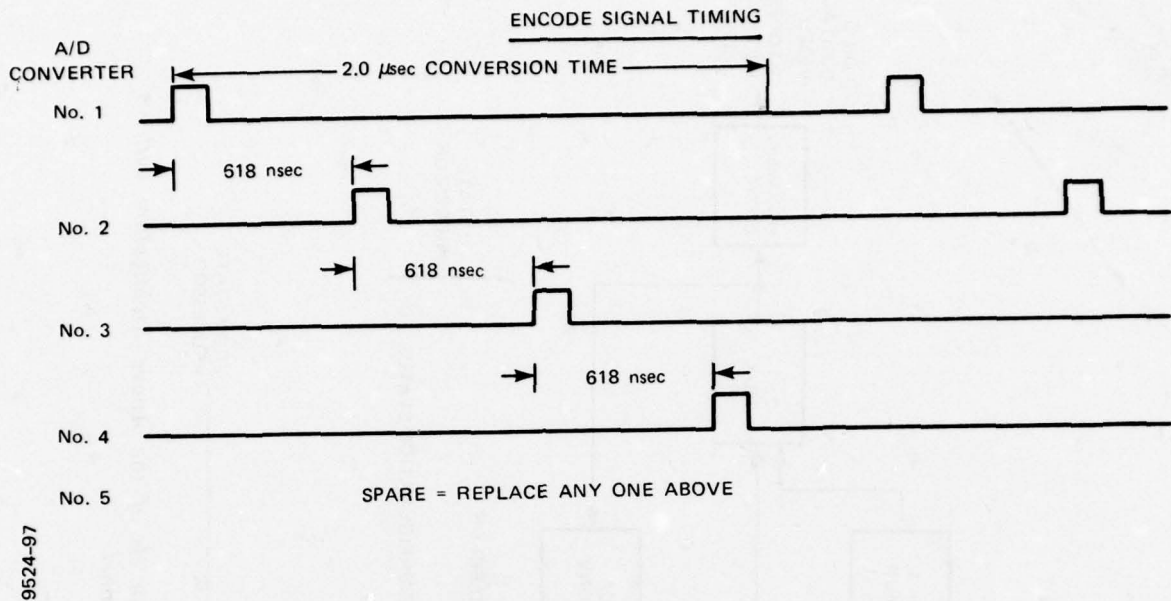 ENCODE SIGNAL TIMING
A/D
CONVERTER
2.0 μsec CONVERSION TIME
No. 1
618 nsec
No. 2
618 nsec
No. 3
618 nsec
No. 4
No. 5 SPARE = REPLACE ANY ONE ABOVE
9524-97